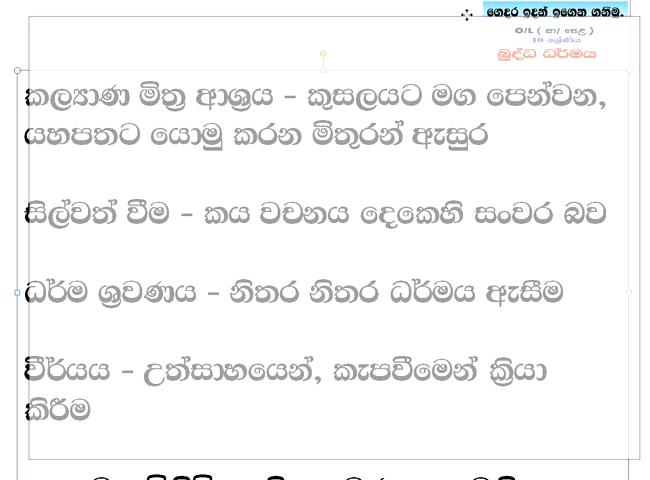 ගෙදර ඉඳන් ඉගෙන ගනිමු.
O/L ( සා/ පෙළ )
10 ශ්‍රේණිය
බුද්ධ ධර්මය
කල්‍යාණ මිත්‍ර ආශ්‍රය – කුසලයට මග පෙන්වන,
යහපතට යොමු කරන මිතුරන් ඇසුර
සිල්වත් වීම – කය වචනය දෙකෙහි සංවර බව
ධර්ම ශ්‍රවණය – නිතර නිතර ධර්මය ඇසීම
වීර්යය – උත්සාහයෙන්, කැපවීමෙන් ක්‍රියා
කිරීම